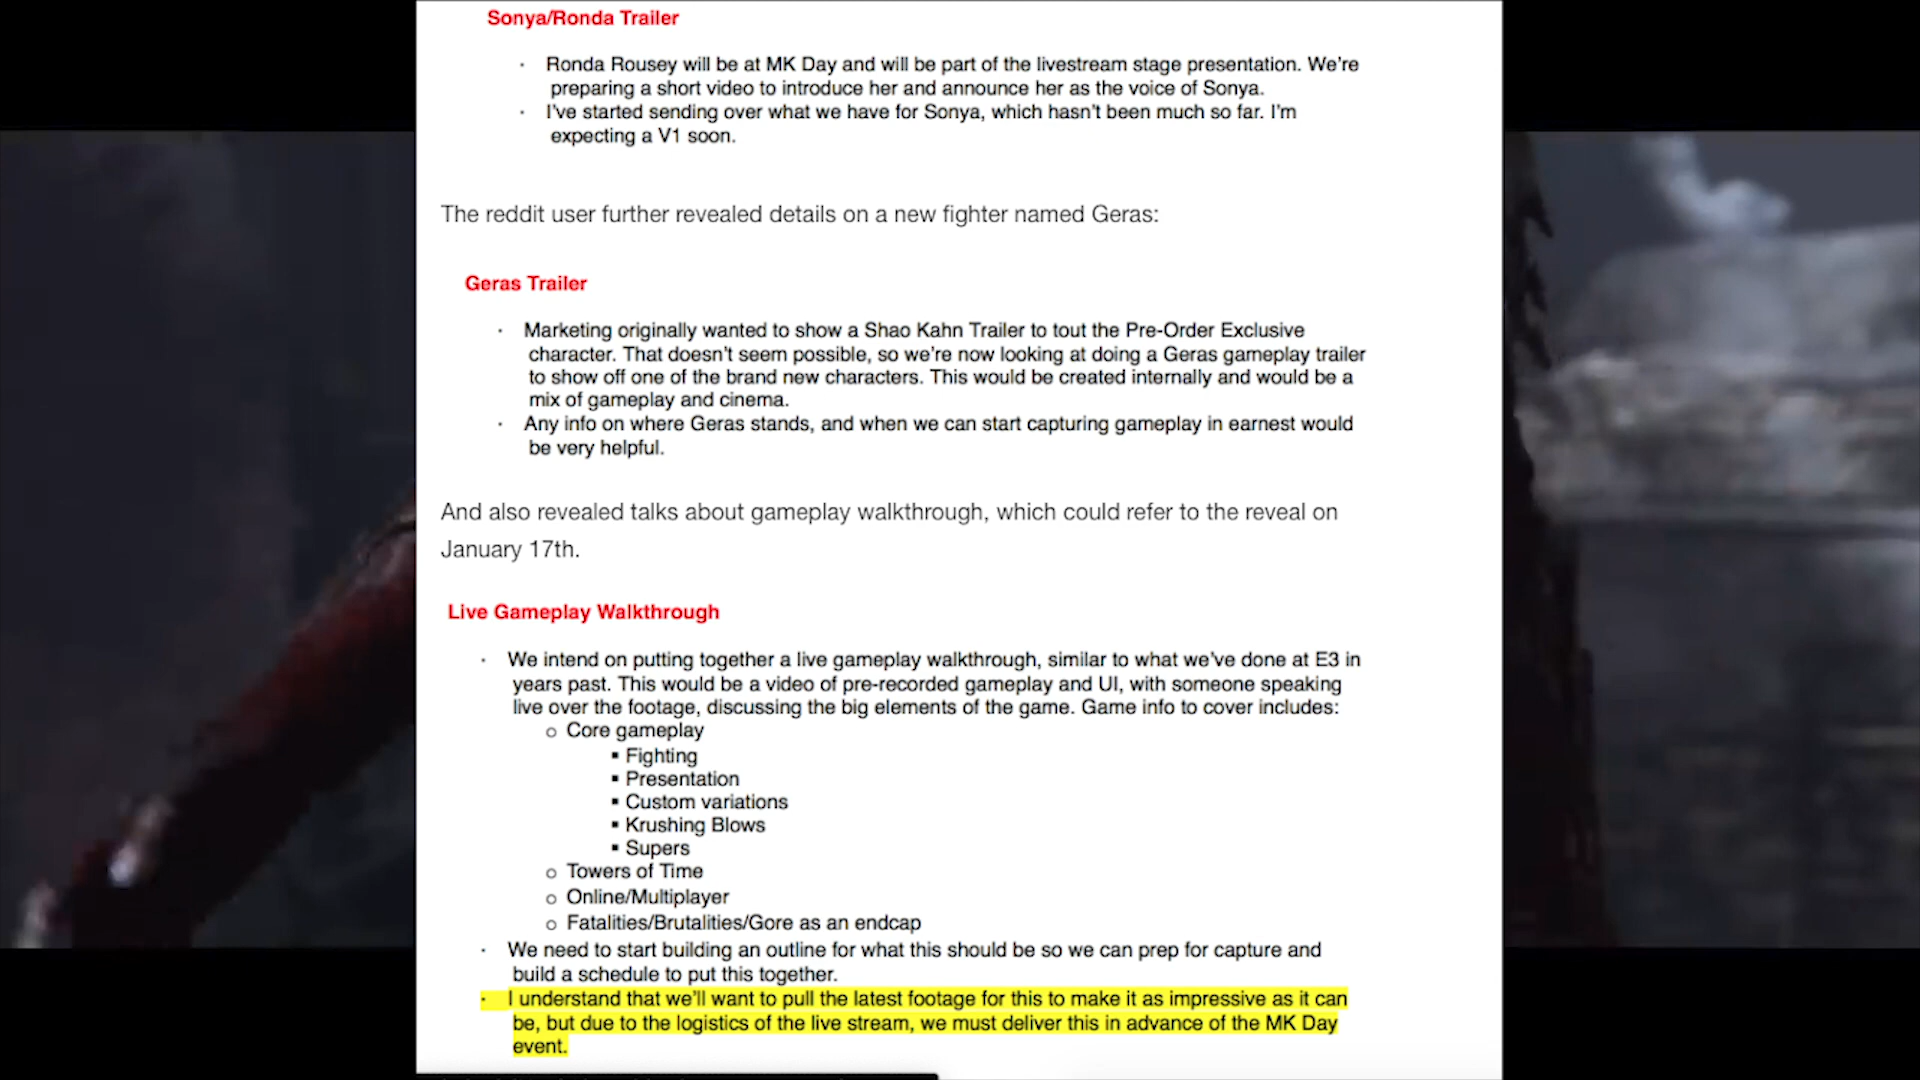 Sonya/Ronda Trailer
· Ronda Rousey will be at MK Day and will be part of the livestream stage presentation. We're
preparing a short video to introduce her and announce her as the voice of Sonya.
· I've started sending over what we have for Sonya, which hasn't been much so far. I'm
expecting a V1 soon.
The reddit user further revealed details on a new fighter named Geras:
Geras Trailer
· Marketing originally wanted to show a Shao Kahn Trailer to tout the Pre-Order Exclusive
character. That doesn't seem possible, so we're now looking at doing a Geras gameplay trailer
to show off one of the brand new characters. This would be created internally and would be a
mix of gameplay and cinema.
· Any info on where Geras stands, and when we can start capturing gameplay in earnest would
be very helpful.
And also revealed talks about gameplay walkthrough, which could refer to the reveal on
January 17th.
Live Gameplay Walkthrough
· We intend on putting together a live gameplay walkthrough, similar to what we've done at E3 in
years past. This would be a video of pre-recorded gameplay and UI, with someone speaking
live over the footage, discussing the big elements of the game. Game info to cover includes:
o Core gameplay
▪ Fighting
▪ Presentation
▪ Custom variations
▪ Krushing Blows
▪ Supers
o Towers of Time
o Online/Multiplayer
o Fatalities/Brutalities/Gore as an endcap
· We need to start building an outline for what this should be so we can prep for capture and
build a schedule to put this together.
· I understand that we'll want to pull the latest footage for this to make it as impressive as it can
be, but due to the logistics of the live stream, we must deliver this in advance of the MK Day
event.